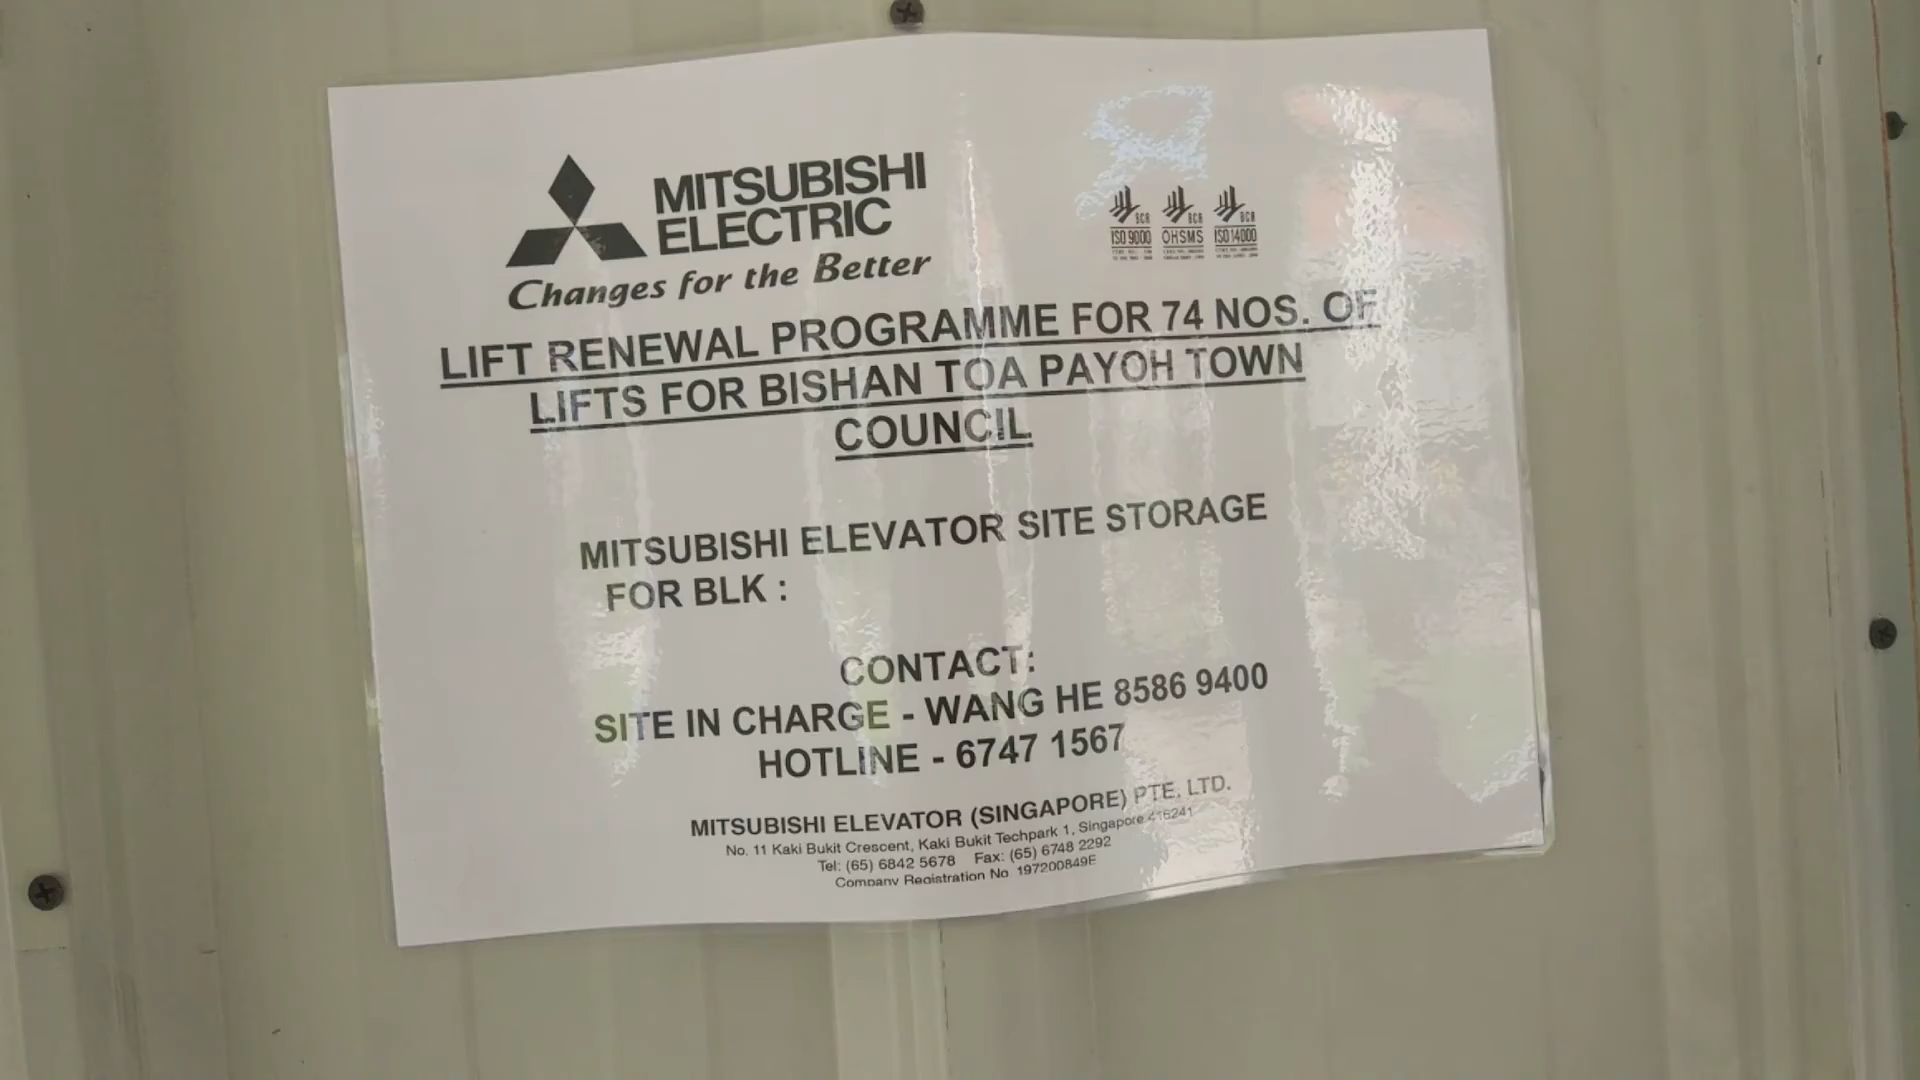 MITSUBISHI
ELECTRIC
Changes for the Better
BCA BCA BCA
ISO 9000 OHSMS ISO 14000
LIFT RENEWAL PROGRAMME FOR 74 NOS. OF
LIFTS FOR BISHAN TOA PAYOH TOWN
COUNCIL
MITSUBISHI ELEVATOR SITE STORAGE
FOR BLK :
CONTACT:
SITE IN CHARGE - WANG HE 8586 9400
HOTLINE - 6747 1567
MITSUBISHI ELEVATOR (SINGAPORE) PTE. LTD.
No. 11 Kaki Bukit Crescent, Kaki Bukit Techpark 1, Singapore 416241
Tel: (65) 6842 5678 Fax: (65) 6748 2292
Company Registration No. 197200849E